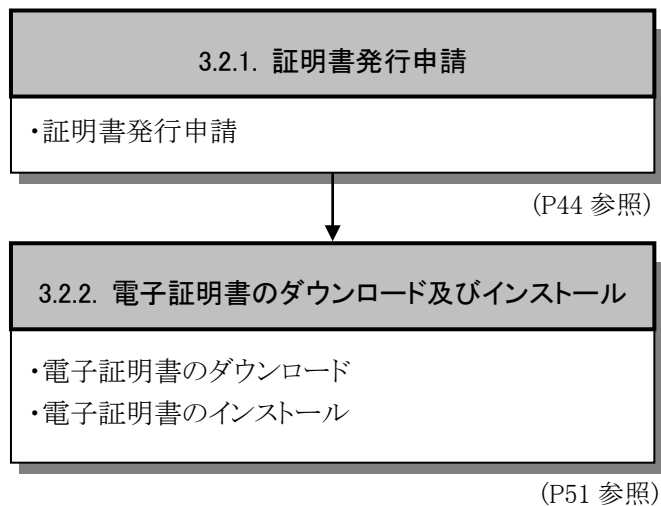 3.2.1. 証明書発行申請
・証明書発行申請
(P44 参照)
3.2.2. 電子証明書のダウンロード及びインストール
・電子証明書のダウンロード
・電子証明書のインストール
(P51 参照)